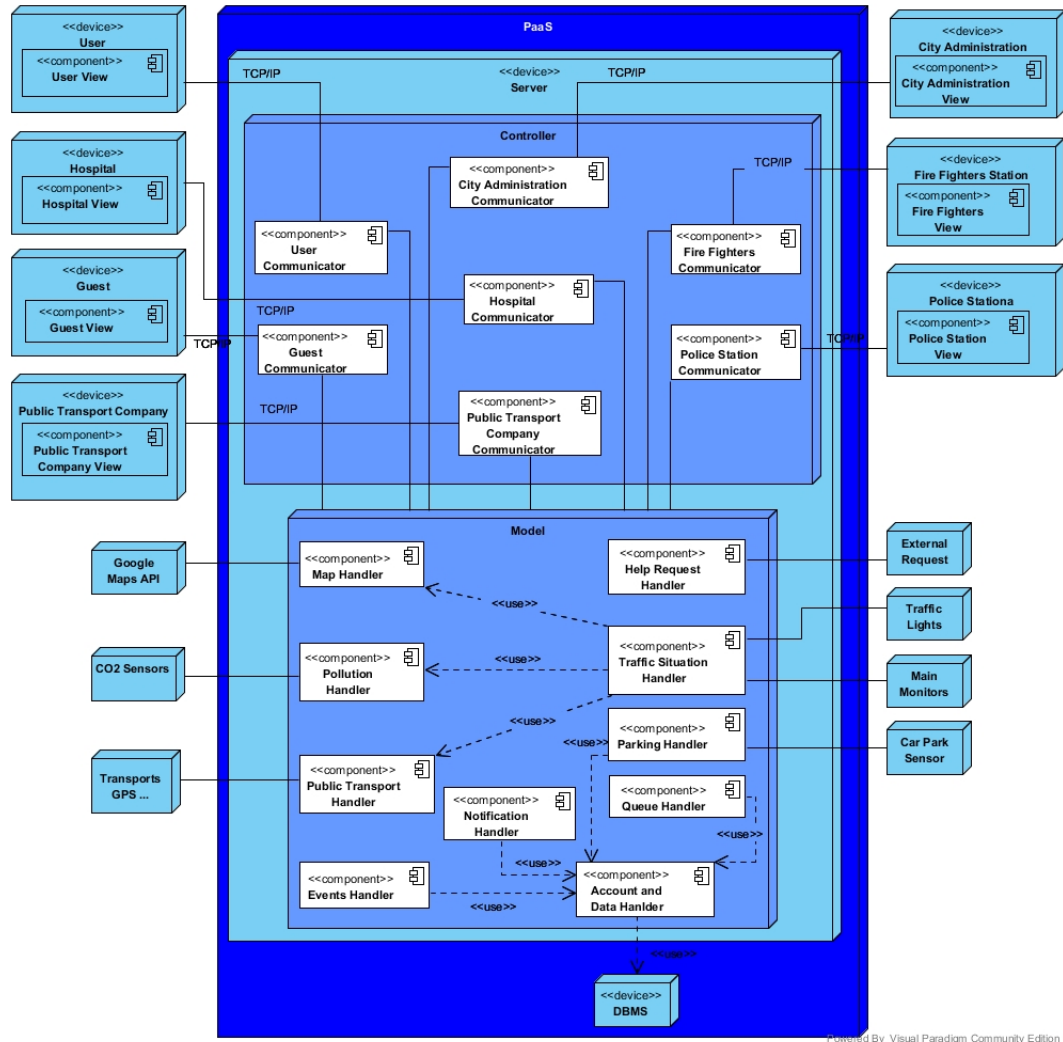 PaaS
<<device>>
User
<<component>>
User View
TCP/IP
<<device>>
Server
TCP/IP
<<device>>
City Administration
<<component>>
City Administration
View
<<device>>
Hospital
<<component>>
Hospital View
Controller
<<component>>
City Administration
Communicator
TCP/IP
<<device>>
Fire Fighters Station
<<component>>
Fire Fighters
View
<<component>>
User
Communicator
<<component>>
Fire Fighters
Communicator
<<device>>
Guest
<<component>>
Guest View
<<component>>
Hospital
Communicator
<<device>>
Police Stationa
<<component>>
Police Station
View
TCP/IP
TCP/IP
<<component>>
Guest
Communicator
<<component>>
Police Station
Communicator
TCP/IP
<<device>>
Public Transport Company
<<component>>
Public Transport
Company View
TCP/IP
<<component>>
Public Transport
Company
Communicator
Model
Google
Maps API
<<component>>
Map Handler
<<component>>
Help Request
Handler
External
Request
<<use>>
Traffic
Lights
CO2 Sensors
<<component>>
Pollution
Handler
<<use>>
<<component>>
Traffic Situation
Handler
Main
Monitors
<<use>>
<<use>>
<<component>>
Parking Handler
Car Park
Sensor
Transports
GPS ...
<<component>>
Public Transport
Handler
<<component>>
Notification
Handler
<<component>>
Queue Handler
<<use>>
<<use>>
<<component>>
Events Handler
<<use>>
<<component>>
Account and
Data Hanlder
<<use>>
<<device>>
DBMS
Powered By Visual Paradigm Community Edition